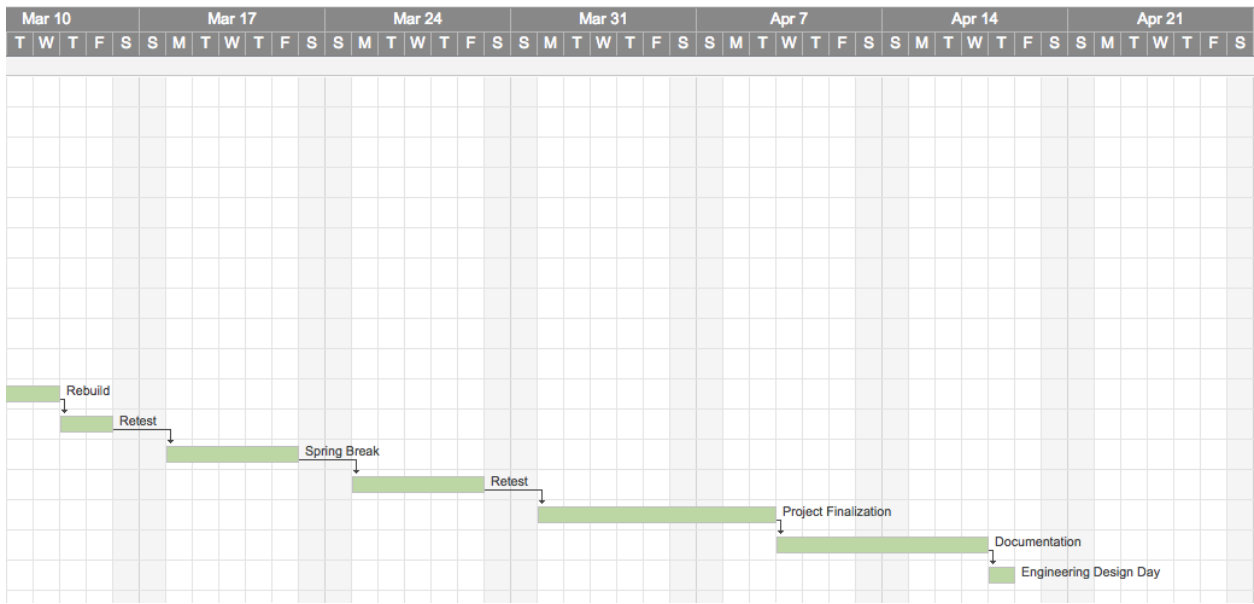 Mar 10 Mar 17 Mar 24 Mar 31 Apr 7 Apr 14 Apr 21
T W T F S S M T W T F S S M T W T F S S M T W T F S S M T W T F S S M T W T F S S M T W T F S
Rebuild
Retest
Spring Break
Retest
Project Finalization
Documentation
Engineering Design Day